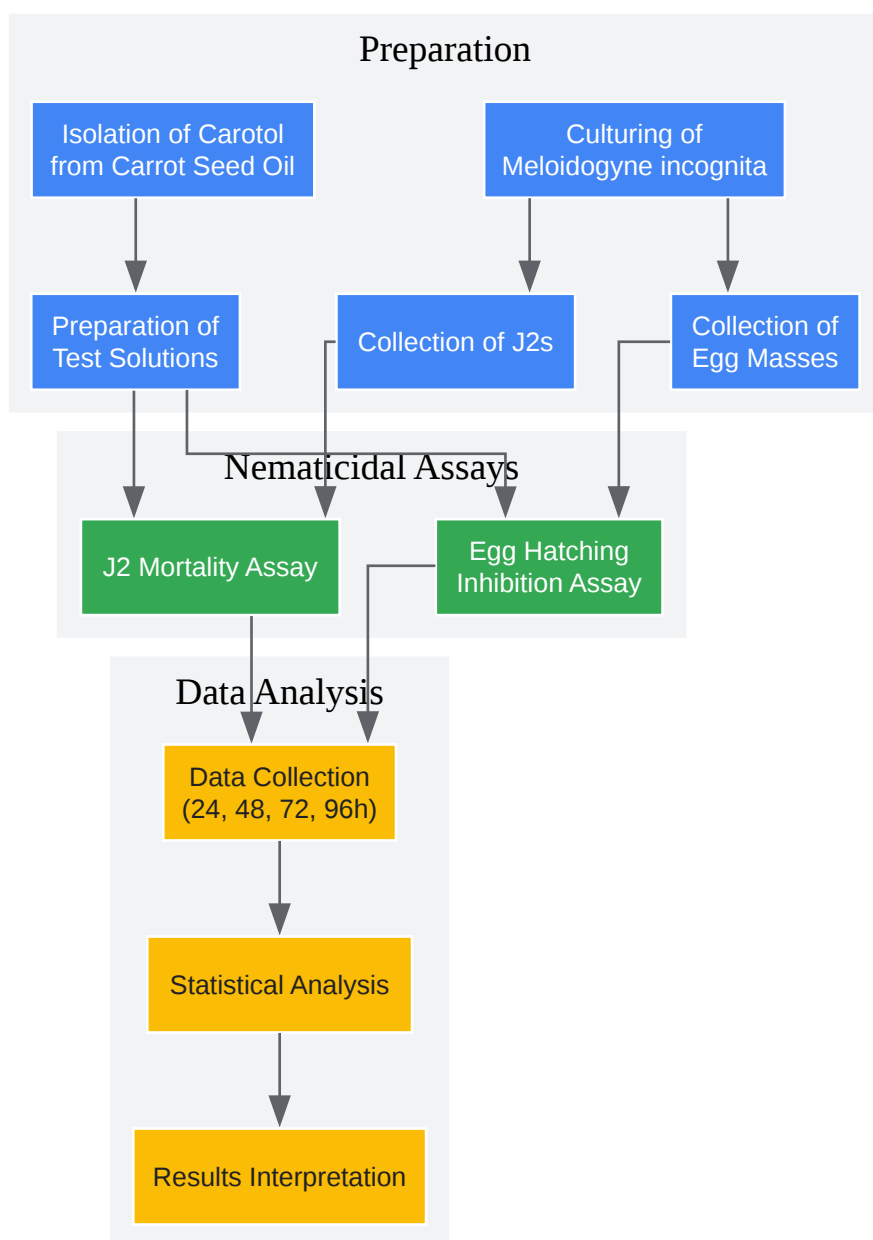 Preparation
Isolation of Carotol
from Carrot Seed Oil
Culturing of
Meloidogyne incognita
Preparation of
Test Solutions
Collection of J2s
Collection of
Egg Masses
Nematicidal Assays
J2 Mortality Assay
Egg Hatching
Inhibition Assay
Data Analysis
Data Collection
(24, 48, 72, 96h)
Statistical Analysis
Results Interpretation